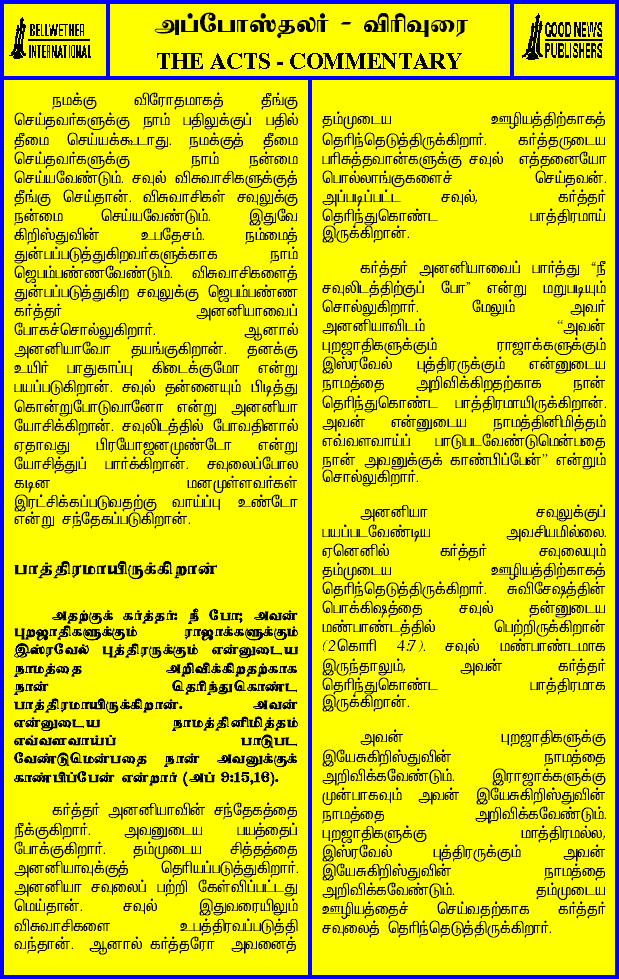 BELLWETHER
INTERNATIONAL
அப்போஸ்தலர் - விரிவுரை
THE ACTS - COMMENTARY
GOOD NEWS
PUBLISHERS
நமக்கு விரோதமாகத் தீங்கு
செய்தவர்களுக்கு நாம் பதிலுக்குப் பதில்
தீமை செய்யக்கூடாது. நமக்குத் தீமை
செய்தவர்களுக்கு நாம் நன்மை
செய்யவேண்டும். சவுல் விசுவாசிகளுக்குத்
தீங்கு செய்தான். விசுவாசிகள் சவுலுக்கு
நன்மை செய்யவேண்டும். இதுவே
கிறிஸ்துவின் உபதேசம். நம்மைத்
துன்பப்படுத்துகிறவர்களுக்காக நாம்
ஜெபம்பண்ணவேண்டும். விசுவாசிகளைத்
துன்பப்படுத்துகிற சவுலுக்கு ஜெபம்பண்ண
கர்த்தர் அனனியாவைப்
போகச்சொல்லுகிறார். ஆனால்
அனனியாவோ தயங்குகிறான். தனக்கு
உயிர் பாதுகாப்பு கிடைக்குமோ என்று
பயப்படுகிறான். சவுல் தன்னையும் பிடித்து
கொன்றுபோடுவானோ என்று அனனியா
யோசிக்கிறான். சவுலிடத்தில் போவதினால்
ஏதாவது பிரயோஜனமுண்டோ என்று
யோசித்துப் பார்க்கிறான். சவுலைப்போல
கடின மனமுள்ளவர்கள்
இரட்சிக்கப்படுவதற்கு வாய்ப்பு உண்டோ
என்று சந்தேகப்படுகிறான்.
பாத்திரமாயிருக்கிறான்
அதற்குக் கர்த்தர்: நீ போ; அவன்
புறஜாதிகளுக்கும் ராஜாக்களுக்கும்
இஸ்ரவேல் புத்திரருக்கும் என்னுடைய
நாமத்தை அறிவிக்கிறதற்காக
நான் தெரிந்துகொண்ட
பாத்திரமாயிருக்கிறான். அவன்
என்னுடைய நாமத்தினிமித்தம்
எவ்வளவாய்ப் பாடுபட
வேண்டுமென்பதை நான் அவனுக்குக்
காண்பிப்பேன் என்றார் (அப் 9:15,16).
கர்த்தர் அனனியாவின் சந்தேகத்தை
நீக்குகிறார். அவனுடைய பயத்தைப்
போக்குகிறார். தம்முடைய சித்தத்தை
அனனியாவுக்குத் தெரியப்படுத்துகிறார்.
அனனியா சவுலைப் பற்றி கேள்விப்பட்டது
மெய்தான். சவுல் இதுவரையிலும்
விசுவாசிகளை உபத்திரவப்படுத்தி
வந்தான். ஆனால் கர்த்தரோ அவனைத்
தம்முடைய ஊழியத்திற்காகத்
தெரிந்தெடுத்திருக்கிறார். கர்த்தருடைய
பரிசுத்தவான்களுக்கு சவுல் எத்தனையோ
பொல்லாங்குகளைச் செய்தவன்.
அப்படிப்பட்ட சவுல், கர்த்தர்
தெரிந்துகொண்ட பாத்திரமாய்
இருக்கிறான்.
கர்த்தர் அனனியாவைப் பார்த்து “நீ
சவுலிடத்திற்குப் போ” என்று மறுபடியும்
சொல்லுகிறார். மேலும் அவர்
அனனியாவிடம் “அவன்
புறஜாதிகளுக்கும் ராஜாக்களுக்கும்
இஸ்ரவேல் புத்திரருக்கும் என்னுடைய
நாமத்தை அறிவிக்கிறதற்காக நான்
தெரிந்துகொண்ட பாத்திரமாயிருக்கிறான்.
அவன் என்னுடைய நாமத்தினிமித்தம்
எவ்வளவாய்ப் பாடுபடவேண்டுமென்பதை
நான் அவனுக்குக் காண்பிப்பேன்” என்றும்
சொல்லுகிறார்.
அனனியா சவுலுக்குப்
பயப்படவேண்டிய அவசியமில்லை.
ஏனெனில் கர்த்தர் சவுலையும்
தம்முடைய ஊழியத்திற்காகத்
தெரிந்தெடுத்திருக்கிறார். சுவிசேஷத்தின்
பொக்கிஷத்தை சவுல் தன்னுடைய
மண்பாண்டத்தில் பெற்றிருக்கிறான்
(2கொரி 4:7). சவுல் மண்பாண்டமாக
இருந்தாலும், அவன் கர்த்தர்
தெரிந்துகொண்ட பாத்திரமாக
இருக்கிறான்.
அவன் புறஜாதிகளுக்கு
இயேசுகிறிஸ்துவின் நாமத்தை
அறிவிக்கவேண்டும். இராஜாக்களுக்கு
முன்பாகவும் அவன் இயேசுகிறிஸ்துவின்
நாமத்தை அறிவிக்கவேண்டும்.
புறஜாதிகளுக்கு மாத்திரமல்ல,
இஸ்ரவேல் புத்திரருக்கும் அவன்
இயேசுகிறிஸ்துவின் நாமத்தை
அறிவிக்கவேண்டும். தம்முடைய
ஊழியத்தைச் செய்வதற்காக கர்த்தர்
சவுலைத் தெரிந்தெடுத்திருக்கிறார்.